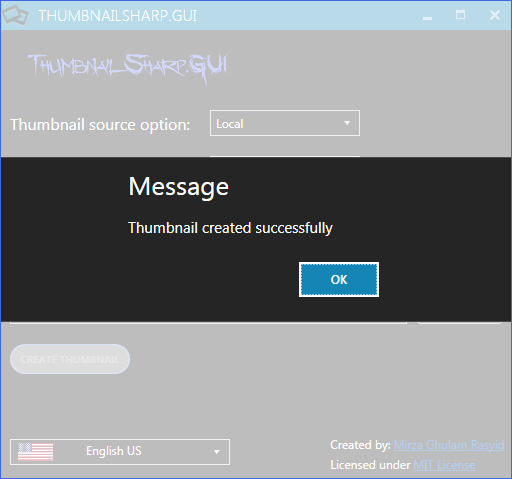 THUMBNAILSHARP.GUI
ThumbnailSharp.GUI
Thumbnail source option:
Local
Message
Thumbnail created successfully
OK
CREATE THUMBNAIL
English US
Created by: Mirza Ghulam Rasyid
Licensed under MIT License